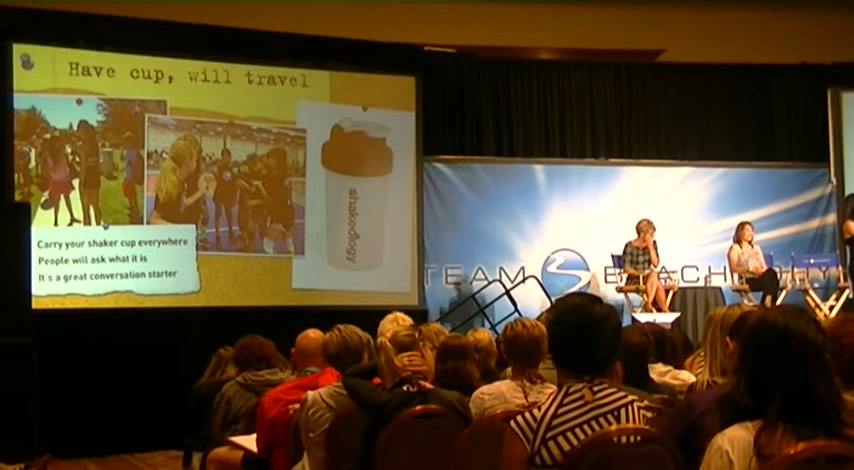 Have cup, will travel
shakeology
Carry your shaker cup everywhere
People will ask what it is
It's a great conversation starter
TEAM BEACHBODY